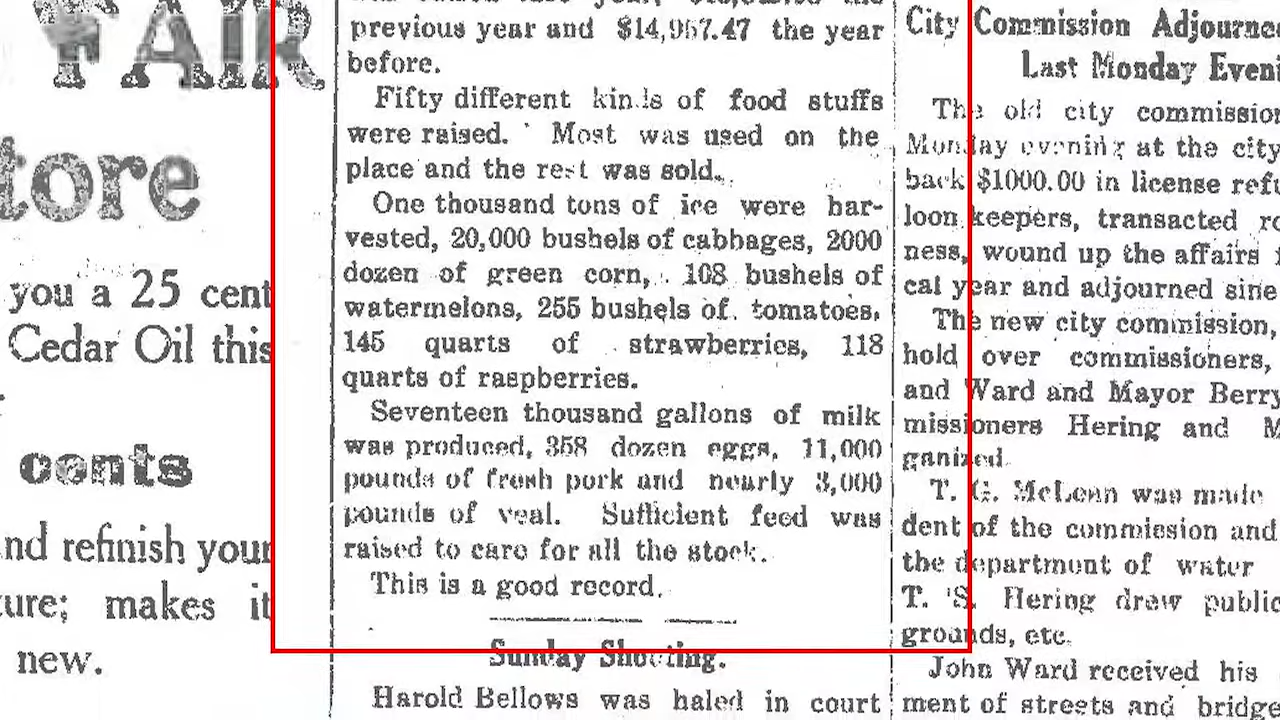 FAIR
tore
you a 25 cent
Cedar Oil this
cents
nd refinish your
ture; makes it
new.
previous year and $14,957.47 the year
before.
Fifty different kinds of food stuffs
were raised. Most was used on the
place and the rest was sold.
One thousand tons of ice were har-
vested, 20,000 bushels of cabbages, 2000
dozen of green corn, 108 bushels of
watermelons, 255 bushels of tomatoes,
145 quarts of strawberries, 118
quarts of raspberries.
Seventeen thousand gallons of milk
was produced, 358 dozen eggs, 11,000
pounds of fresh pork and nearly 3,000
pounds of veal. Sufficient feed was
raised to care for all the stock.
This is a good record.
Sunday Shooting.
Harold Bellows was haled in court
City Commission Adjourne
Last Monday Eveni
The old city commission
Monday evening at the city
back $1000.00 in license refu
loon keepers, transacted ro
ness, wound up the affairs
cal year and adjourned sine
The new city commission,
hold over commissioners,
and Ward and Mayor Berry
missioners Hering and M
ganized.
T. G. McLean was made
dent of the commission and
the department of water
T. S. Hering drew public
grounds, etc.
John Ward received his
ment of streets and bridge